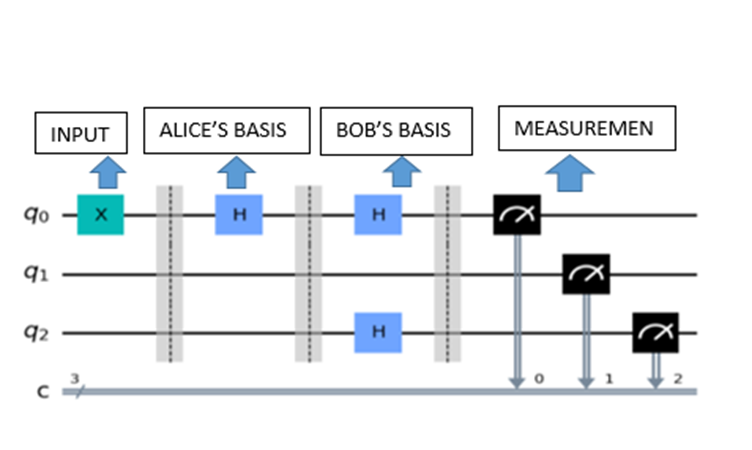 INPUT
ALICE'S BASIS
BOB'S BASIS
MEASUREMEN
q0 X H H
q1
q2 H
c 3 0 1 2